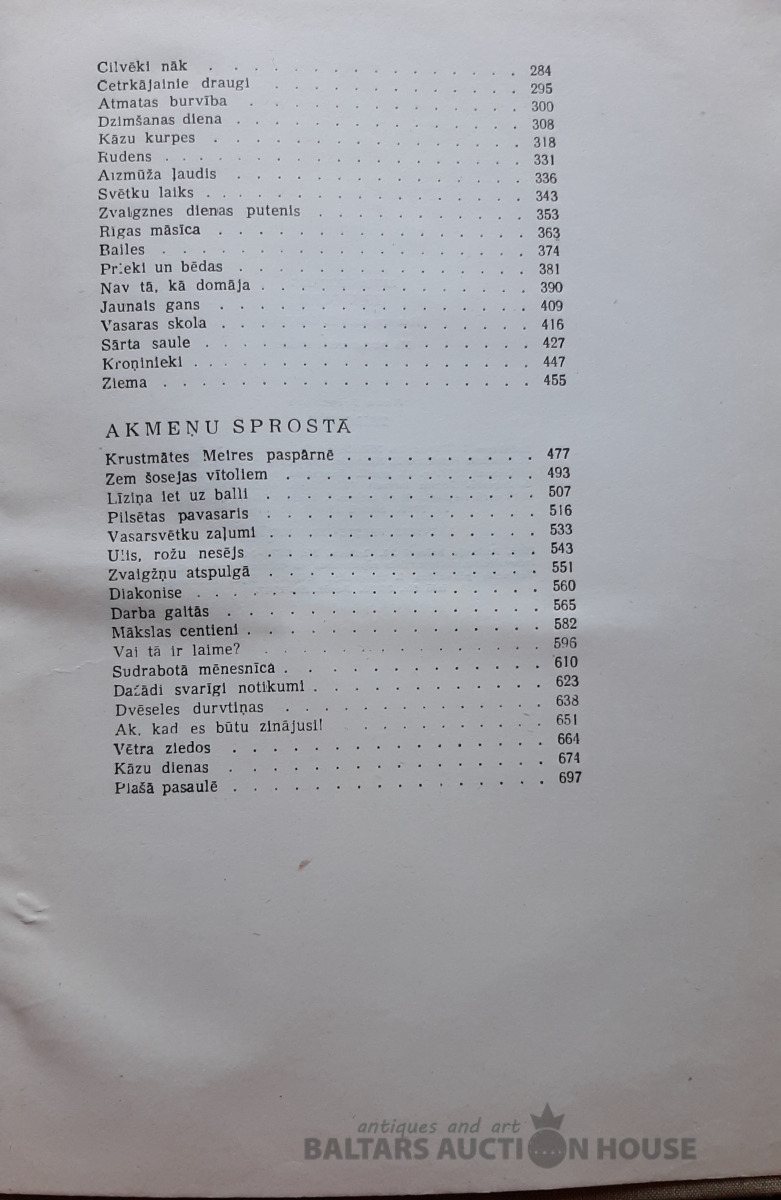 Cilvēki nāk . . . . . . . . . . . . . . . 284
Četrkājainie draugi . . . . . . . . . . . . 295
Atmatas burvība . . . . . . . . . . . . . 300
Dzimšanas diena . . . . . . . . . . . . . 308
Kāzu kurpes . . . . . . . . . . . . . . . 318
Rudens . . . . . . . . . . . . . . . . . 331
Aizmūža ļaudis . . . . . . . . . . . . . . 336
Svētku laiks . . . . . . . . . . . . . . . 343
Zvaigznes dienas putenis . . . . . . . . . . 353
Rīgas māsīca . . . . . . . . . . . . . . . 363
Bailes . . . . . . . . . . . . . . . . . 374
Prieki un bēdas . . . . . . . . . . . . . 381
Nav tā, kā domāja . . . . . . . . . . . . . 390
Jaunais gans . . . . . . . . . . . . . . 409
Vasaras skola . . . . . . . . . . . . . . 416
Sārta saule . . . . . . . . . . . . . . . 427
Kroņinieki . . . . . . . . . . . . . . . . 447
Ziema . . . . . . . . . . . . . . . . . 455
AKMEŅU SPROSTĀ
Krustmātes Meires paspārnē . . . . . . . . . 477
Zem šosejas vītoliem . . . . . . . . . . . 493
Līziņa iet uz balli . . . . . . . . . . . . 507
Pilsētas pavasaris . . . . . . . . . . . . 516
Vasarsvētku zaļumi . . . . . . . . . . . . 533
Ulis, rožu nesējs . . . . . . . . . . . . 543
Zvaigžņu atspulgā . . . . . . . . . . . . 551
Diakonise . . . . . . . . . . . . . . . . 560
Darba gaitās . . . . . . . . . . . . . . 565
Mākslas centieni . . . . . . . . . . . . . 582
Vai tā ir laime? . . . . . . . . . . . . 596
Sudrabotā mēnesnīcā . . . . . . . . . . . 610
Dažādi svarīgi notikumi . . . . . . . . . . 623
Dvēseles durvtiņas . . . . . . . . . . . 638
Ak, kad es būtu zinājusi! . . . . . . . . 651
Vētra ziedos . . . . . . . . . . . . . . 664
Kāzu dienas . . . . . . . . . . . . . . 674
Plašā pasaulē . . . . . . . . . . . . . . 697
antiques and art
BALTARS AUCTION HOUSE